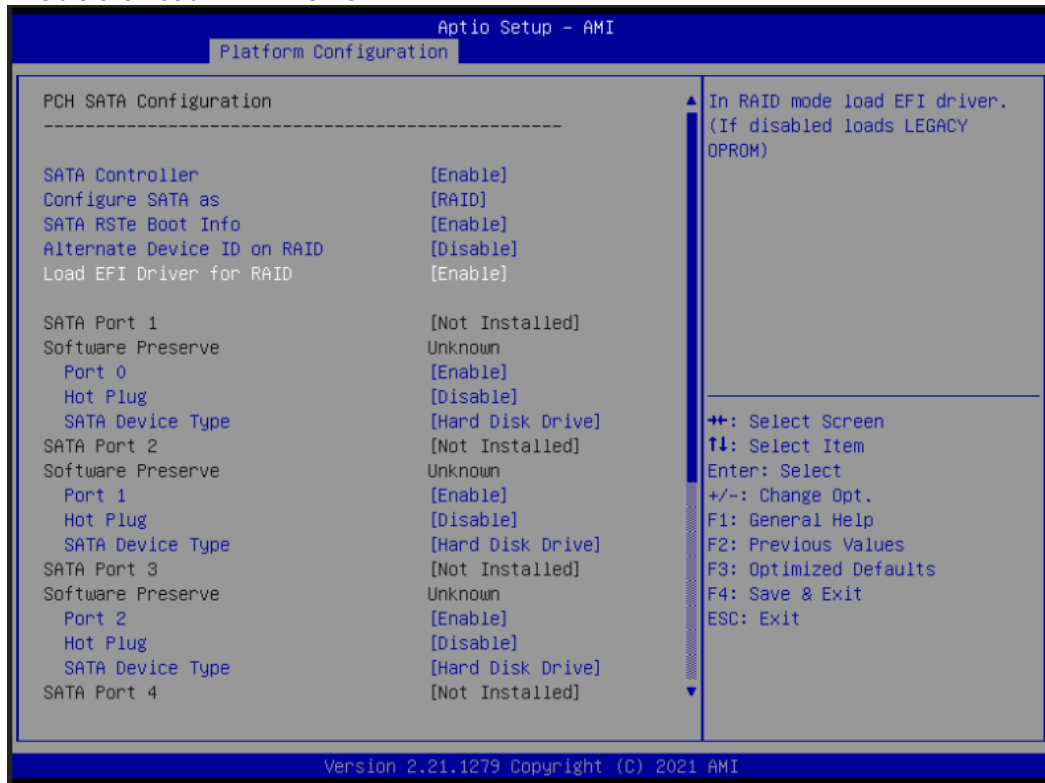 Aptio Setup – AMI
Platform Configuration
PCH SATA Configuration
--------------------------------------------------
SATA Controller [Enable]
Configure SATA as [RAID]
SATA RSTe Boot Info [Enable]
Alternate Device ID on RAID [Disable]
Load EFI Driver for RAID [Enable]
SATA Port 1 [Not Installed]
Software Preserve Unknown
Port 0 [Enable]
Hot Plug [Disable]
SATA Device Type [Hard Disk Drive]
SATA Port 2 [Not Installed]
Software Preserve Unknown
Port 1 [Enable]
Hot Plug [Disable]
SATA Device Type [Hard Disk Drive]
SATA Port 3 [Not Installed]
Software Preserve Unknown
Port 2 [Enable]
Hot Plug [Disable]
SATA Device Type [Hard Disk Drive]
SATA Port 4 [Not Installed]
In RAID mode load EFI driver.
(If disabled loads LEGACY
OPROM)
→←: Select Screen
↑↓: Select Item
Enter: Select
+/-: Change Opt.
F1: General Help
F2: Previous Values
F3: Optimized Defaults
F4: Save & Exit
ESC: Exit
Version 2.21.1279 Copyright (C) 2021 AMI